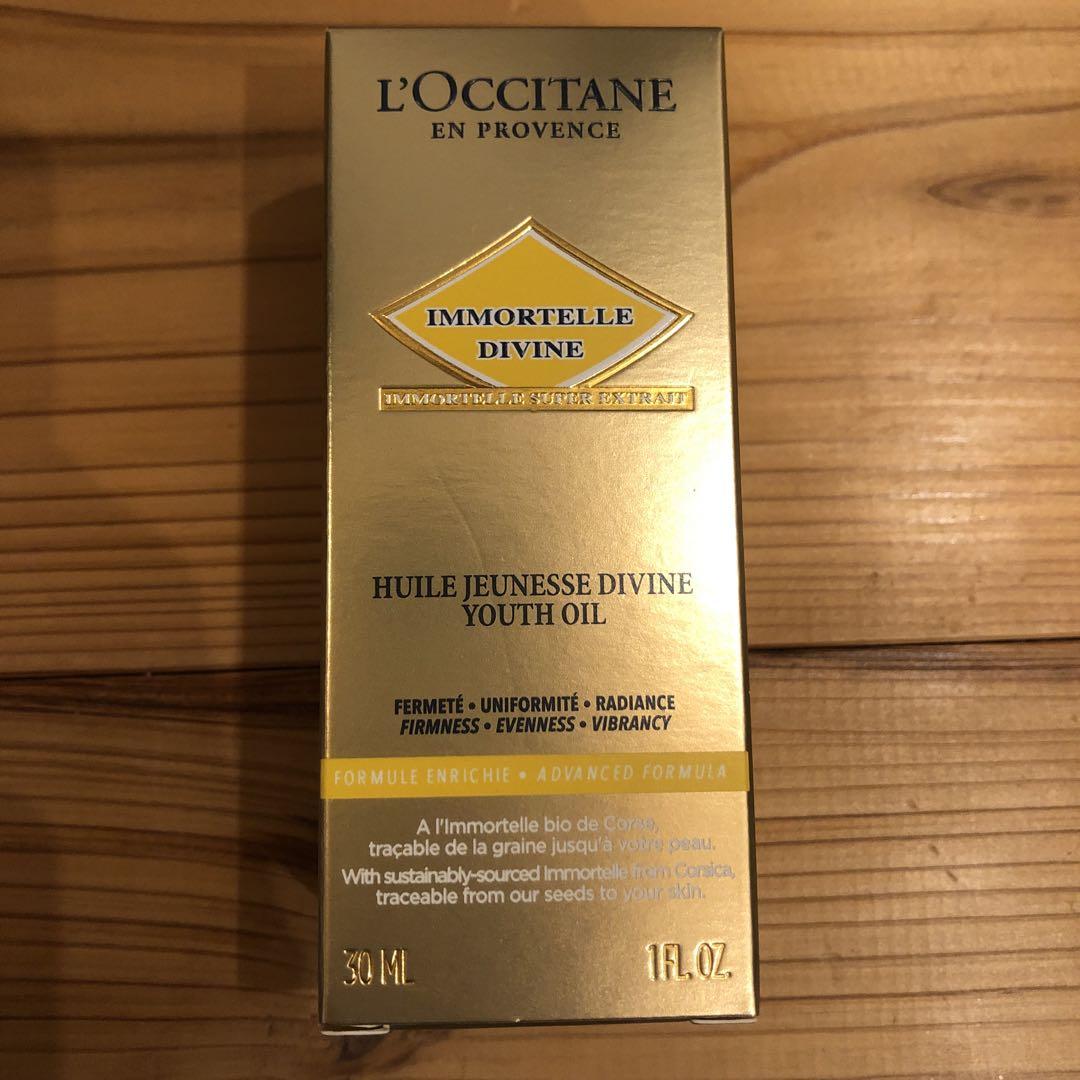 L'OCCITANE
EN PROVENCE
IMMORTELLE
DIVINE
IMMORTELLE SUPER EXTRAIT
HUILE JEUNESSE DIVINE
YOUTH OIL
FERMETÉ • UNIFORMITÉ • RADIANCE
FIRMNESS • EVENNESS • VIBRANCY
FORMULE ENRICHIE • ADVANCED FORMULA
A l'Immortelle bio de Corse,
traçable de la graine jusqu'à votre peau.
With sustainably-sourced Immortelle from Corsica,
traceable from our seeds to your skin.
30 ML 1 FL. OZ.